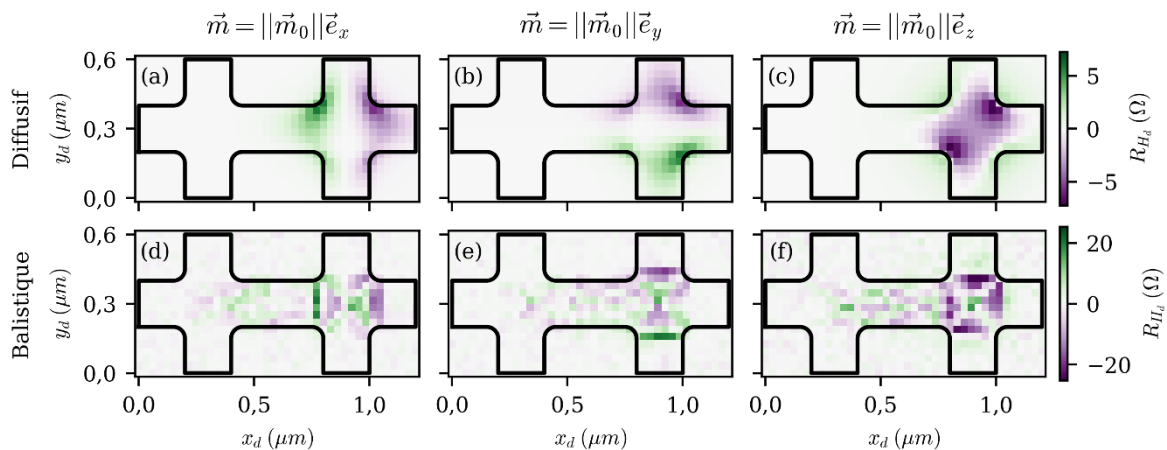 m⃗ = ||m⃗₀||e⃗ₓ m⃗ = ||m⃗₀||e⃗ᵧ m⃗ = ||m⃗₀||e⃗_z
Diffusif
y_d (μm)
0,6
0,3
0,0
(a) (b) (c)
5
0
−5
R_{H_d} (Ω)
Balistique
y_d (μm)
0,6
0,3
0,0
(d) (e) (f)
20
0
−20
R_{H_d} (Ω)
0,0 0,5 1,0 0,0 0,5 1,0 0,0 0,5 1,0
x_d (μm) x_d (μm) x_d (μm)